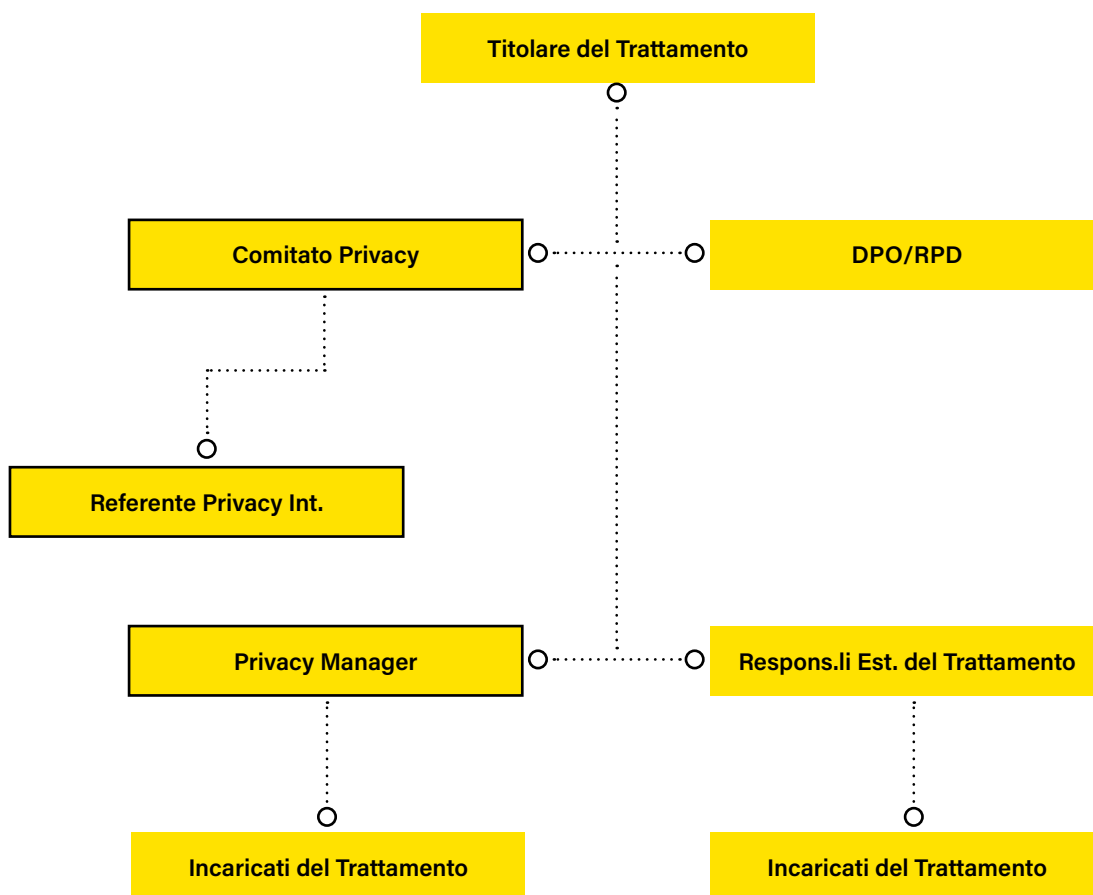 Titolare del Trattamento
Comitato Privacy
DPO/RPD
Referente Privacy Int.
Privacy Manager
Respons.li Est. del Trattamento
Incaricati del Trattamento
Incaricati del Trattamento